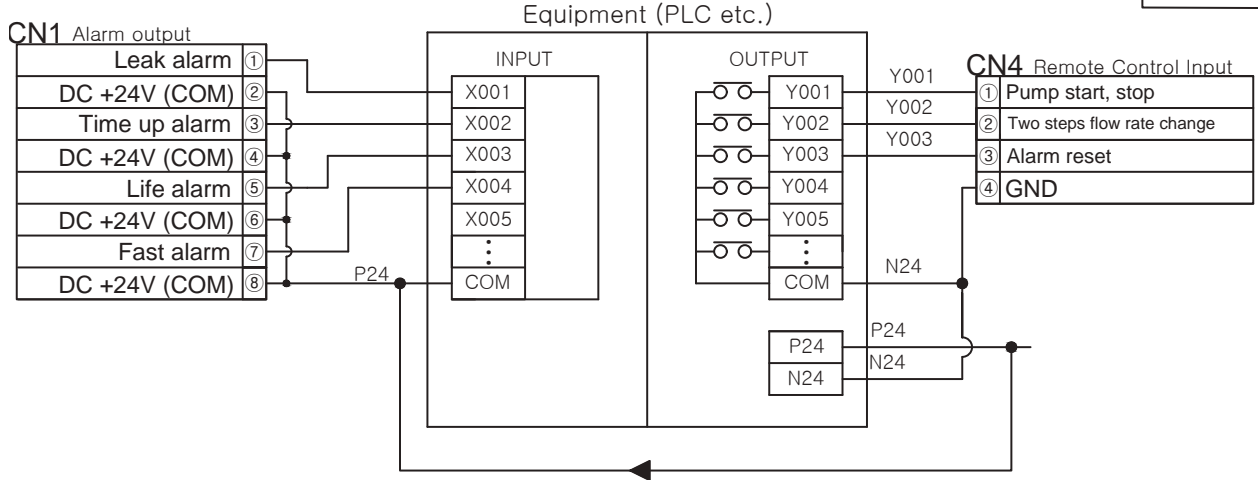 Equipment (PLC etc.)
CN1 Alarm output
Leak alarm ①
DC +24V (COM) ②
Time up alarm ③
DC +24V (COM) ④
Life alarm ⑤
DC +24V (COM) ⑥
Fast alarm ⑦
DC +24V (COM) ⑧
P24
INPUT
X001
X002
X003
X004
X005
⋮
COM
OUTPUT
Y001
Y002
Y003
Y004
Y005
⋮
COM
P24
N24
Y001
Y002
Y003
N24
P24
N24
CN4 Remote Control Input
① Pump start, stop
② Two steps flow rate change
③ Alarm reset
④ GND